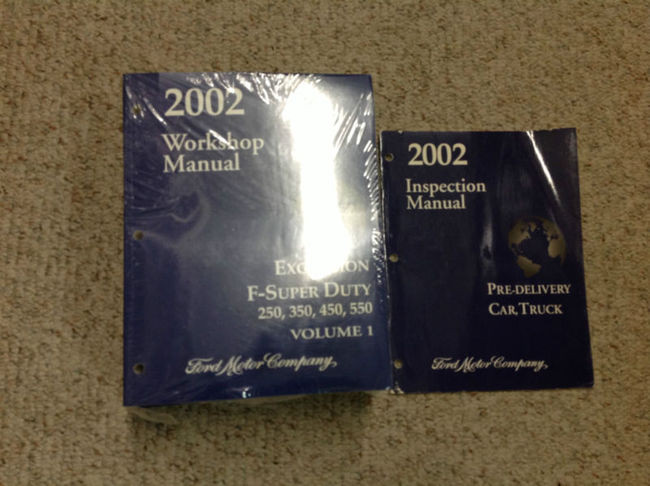 2002
Workshop
Manual
F-Super Duty
250, 350, 450, 550
Volume 1
Ford Motor Company,
2002
Inspection
Manual
Pre-Delivery
Car, Truck
Ford Motor Company,